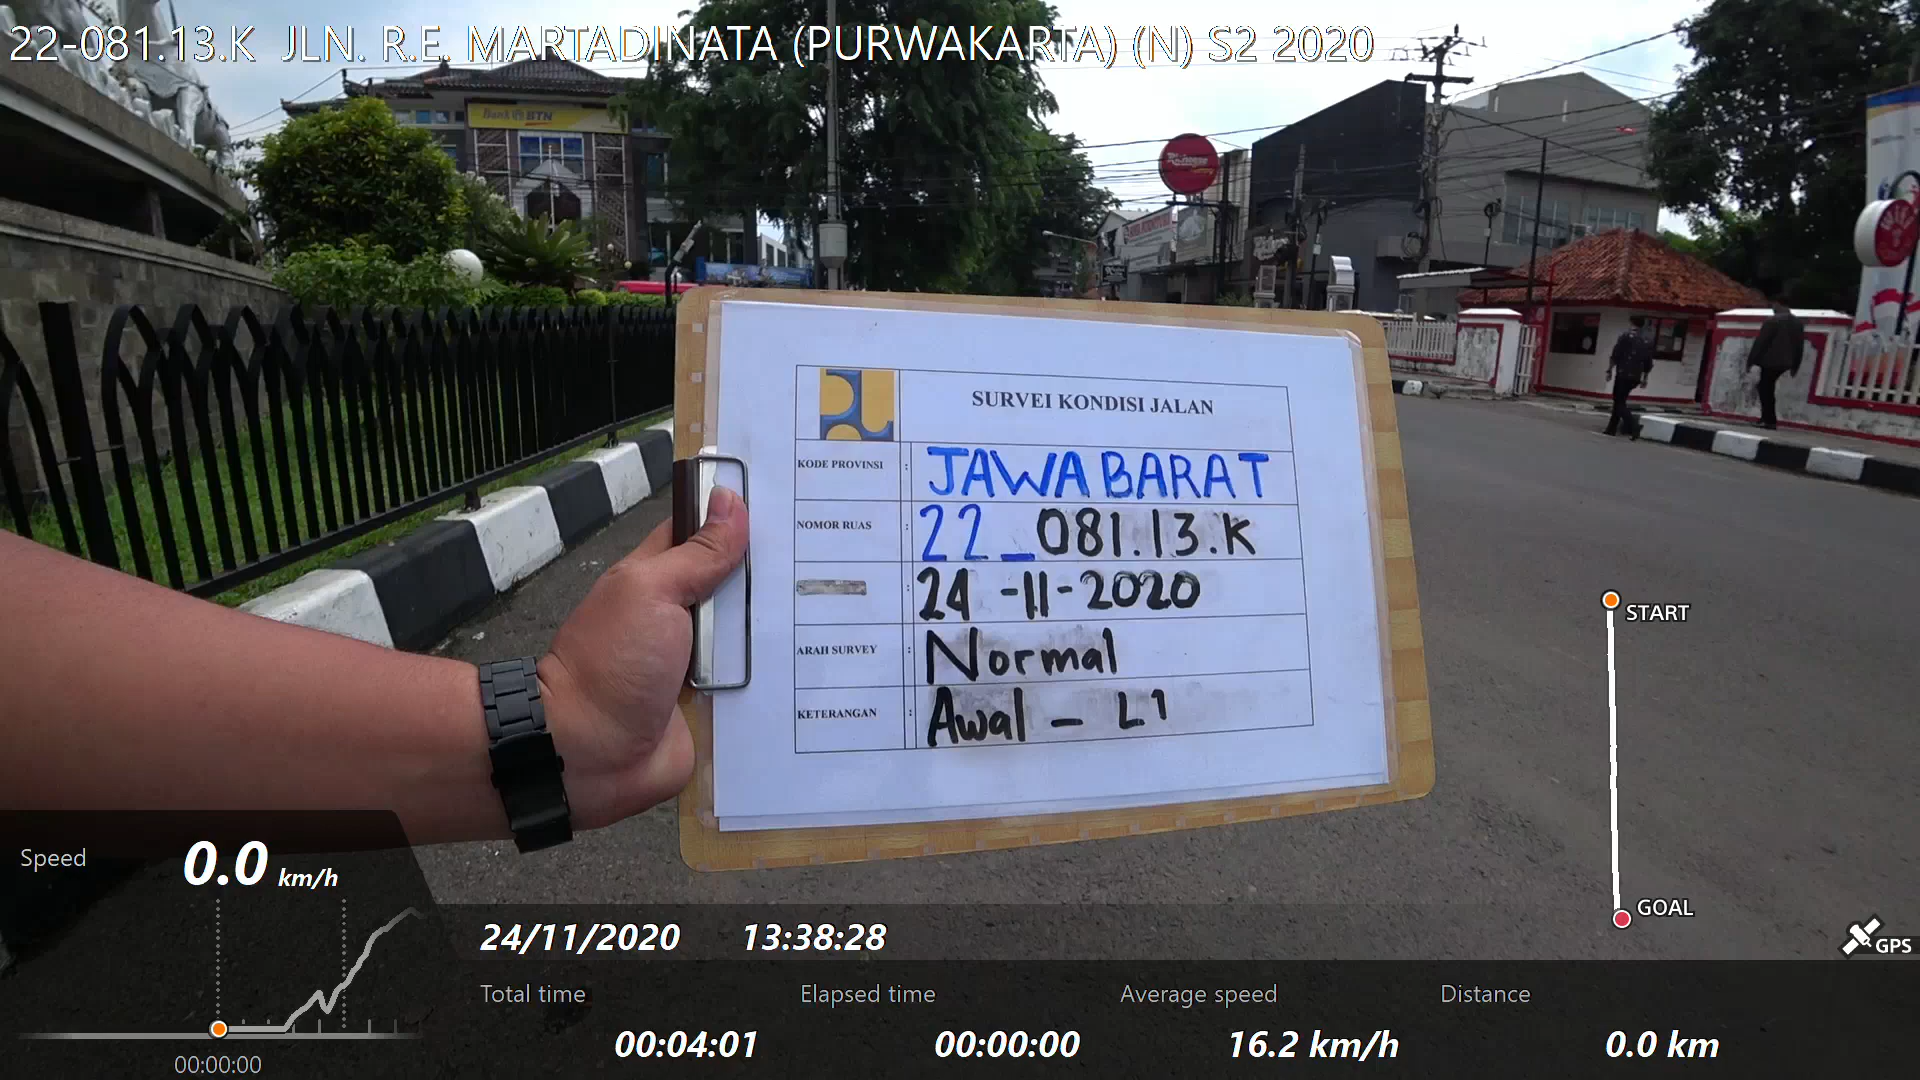 22-081.13.K JLN. R.E. MARTADINATA (PURWAKARTA) (N) S2 2020
Bank BTN
SURVEI KONDISI JALAN
KODE PROVINSI : JAWA BARAT
NOMOR RUAS : 22_081.13.K
: 24-11-2020
ARAH SURVEY : Normal
KETERANGAN : Awal - L1
START
GOAL
GPS
Speed 0.0 km/h
00:00:00
24/11/2020 13:38:28
Total time Elapsed time Average speed Distance
00:04:01 00:00:00 16.2 km/h 0.0 km